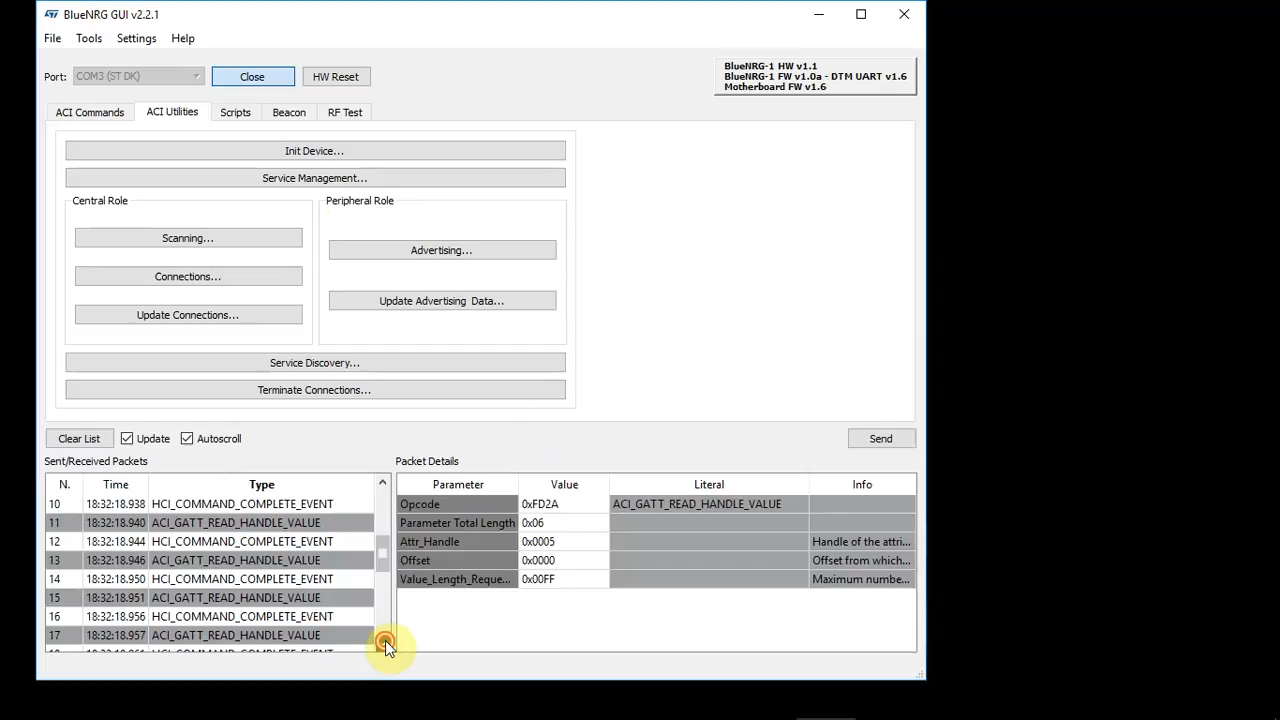 BlueNRG GUI v2.2.1
File Tools Settings Help
Port: COM3 (ST DK) Close HW Reset
BlueNRG-1 HW v1.1
BlueNRG-1 FW v1.0a - DTM UART v1.6
Motherboard FW v1.6
ACI Commands ACI Utilities Scripts Beacon RF Test
Init Device...
Service Management...
Central Role Peripheral Role
Scanning...
Advertising...
Connections...
Update Advertising Data...
Update Connections...
Service Discovery...
Terminate Connections...
Clear List Update Autoscroll Send
Sent/Received Packets Packet Details
N. Time Type Parameter Value Literal Info
10 18:32:18.938 HCI_COMMAND_COMPLETE_EVENT Opcode 0xFD2A ACI_GATT_READ_HANDLE_VALUE
11 18:32:18.940 ACI_GATT_READ_HANDLE_VALUE Parameter Total Length 0x06
12 18:32:18.944 HCI_COMMAND_COMPLETE_EVENT Attr_Handle 0x0005 Handle of the attri...
13 18:32:18.946 ACI_GATT_READ_HANDLE_VALUE Offset 0x0000 Offset from which...
14 18:32:18.950 HCI_COMMAND_COMPLETE_EVENT Value_Length_Reque... 0x00FF Maximum numbe...
15 18:32:18.951 ACI_GATT_READ_HANDLE_VALUE
16 18:32:18.956 HCI_COMMAND_COMPLETE_EVENT
17 18:32:18.957 ACI_GATT_READ_HANDLE_VALUE